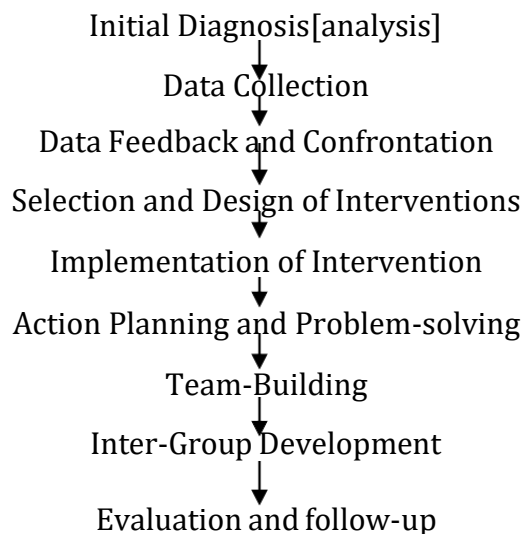 Initial Diagnosis[analysis]
Data Collection
Data Feedback and Confrontation
Selection and Design of Interventions
Implementation of Intervention
Action Planning and Problem-solving
Team-Building
Inter-Group Development
Evaluation and follow-up